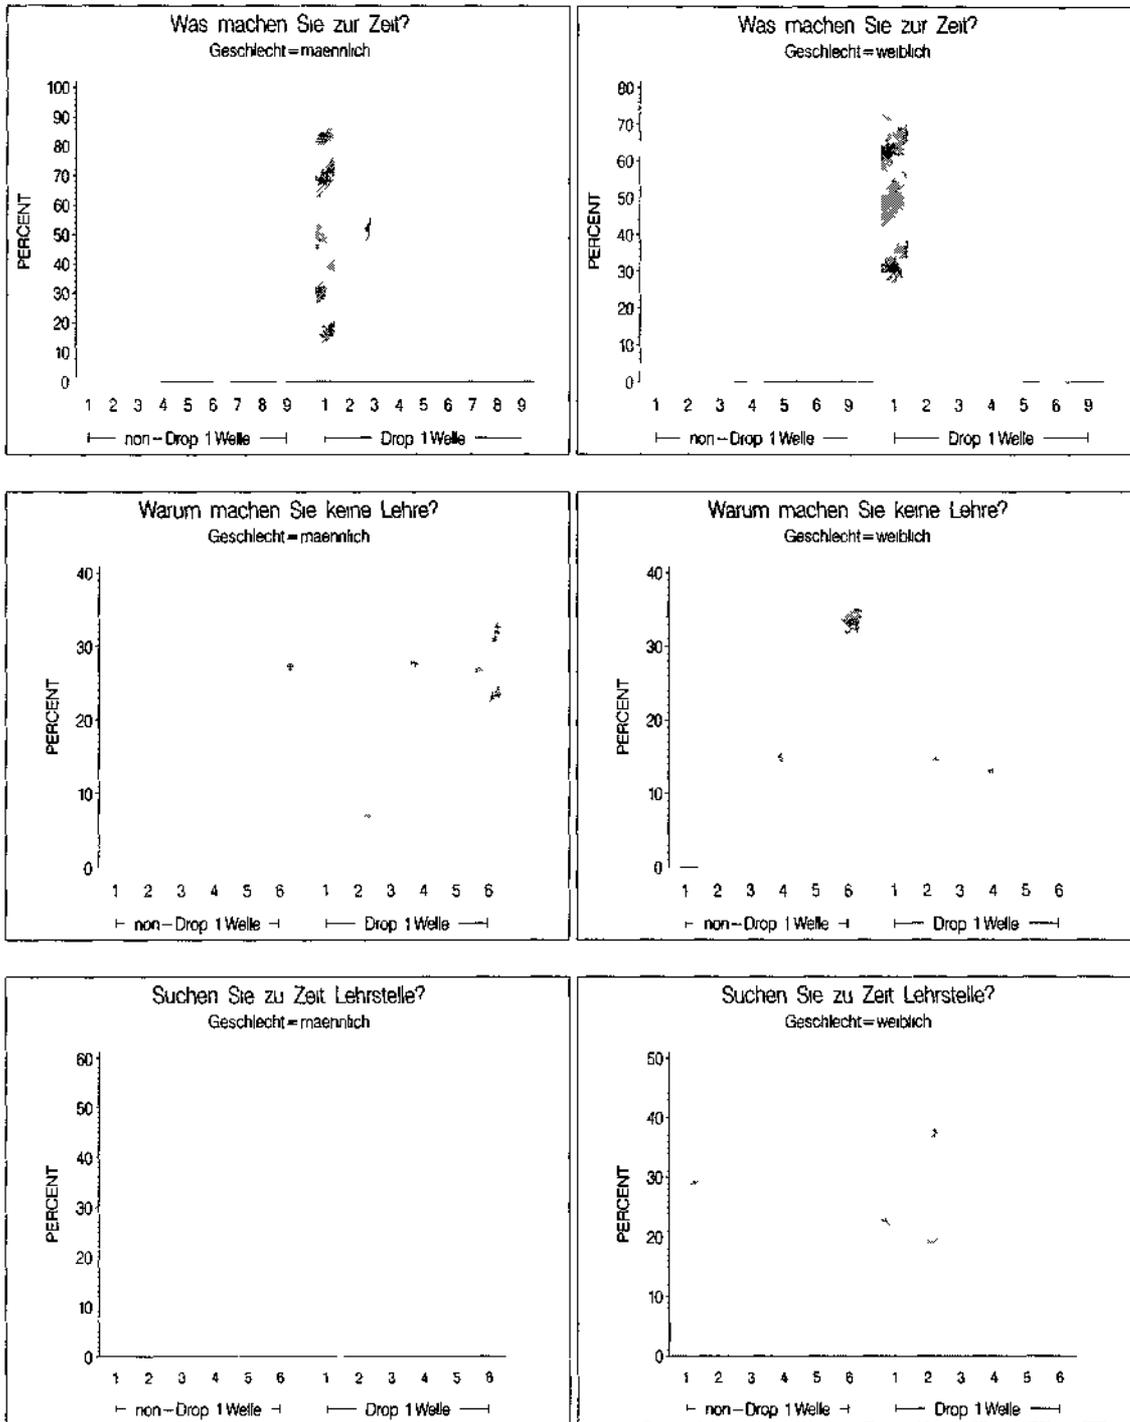 Was machen Sie zur Zeit?
Geschlecht=maennlich
PERCENT
100
90
80
70
60
50
40
30
20
10
0
1 2 3 4 5 6 7 8 9 1 2 3 4 5 6 7 8 9
non-Drop 1 Welle Drop 1 Welle
Was machen Sie zur Zeit?
Geschlecht=weiblich
PERCENT
80
70
60
50
40
30
20
10
0
1 2 3 4 5 6 9 1 2 3 4 5 6 9
non-Drop 1 Welle Drop 1 Welle
Warum machen Sie keine Lehre?
Geschlecht=maennlich
PERCENT
40
30
20
10
0
1 2 3 4 5 6 1 2 3 4 5 6
non-Drop 1 Welle Drop 1 Welle
Warum machen Sie keine Lehre?
Geschlecht=weiblich
PERCENT
40
30
20
10
0
1 2 3 4 5 6 1 2 3 4 5 6
non-Drop 1 Welle Drop 1 Welle
Suchen Sie zu Zeit Lehrstelle?
Geschlecht=maennlich
PERCENT
60
50
40
30
20
10
0
1 2 3 4 5 6 1 2 3 4 5 6
non-Drop 1 Welle Drop 1 Welle
Suchen Sie zu Zeit Lehrstelle?
Geschlecht=weiblich
PERCENT
50
40
30
20
10
0
1 2 3 4 5 6 1 2 3 4 5 6
non-Drop 1 Welle Drop 1 Welle